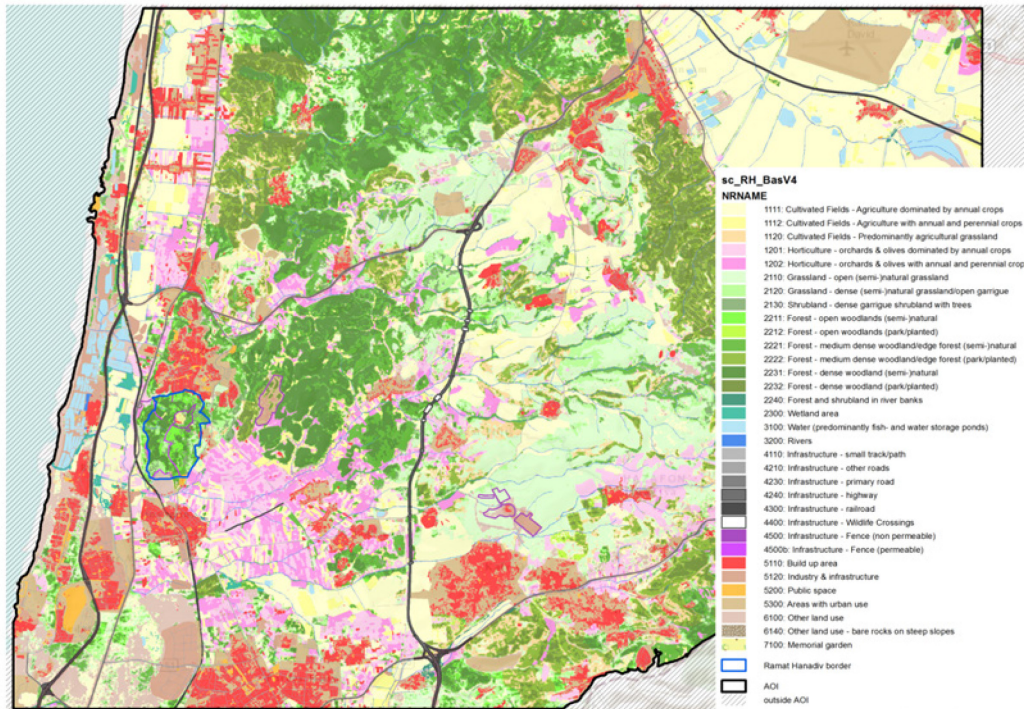 David
sc_RH_BasV4
NRNAME
1111: Cultivated Fields - Agriculture dominated by annual crops
1112: Cultivated Fields - Agriculture with annual and perennial crops
1120: Cultivated Fields - Predominantly agricultural grassland
1201: Horticulture - orchards & olives dominated by annual crops
1202: Horticulture - orchards & olives with annual and perennial crop
2110: Grassland - open (semi-)natural grassland
2120: Grassland - dense (semi-)natural grassland/open garrigue
2130: Shrubland - dense garrigue shrubland with trees
2211: Forest - open woodlands (semi-)natural
2212: Forest - open woodlands (park/planted)
2221: Forest - medium dense woodland/edge forest (semi-)natural
2222: Forest - medium dense woodland/edge forest (park/planted)
2231: Forest - dense woodland (semi-)natural
2232: Forest - dense woodland (park/planted)
2240: Forest and shrubland in river banks
2300: Wetland area
3100: Water (predominantly fish- and water storage ponds)
3200: Rivers
4110: Infrastructure - small track/path
4210: Infrastructure - other roads
4230: Infrastructure - primary road
4240: Infrastructure - highway
4300: Infrastructure - railroad
4400: Infrastructure - Wildlife Crossings
4500: Infrastructure - Fence (non permeable)
4500b: Infrastructure - Fence (permeable)
5110: Build up area
5120: Industry & infrastructure
5200: Public space
5300: Areas with urban use
6100: Other land use
6140: Other land use - bare rocks on steep slopes
7100: Memorial garden
Ramat Hanadiv border
AOI
outside AOI